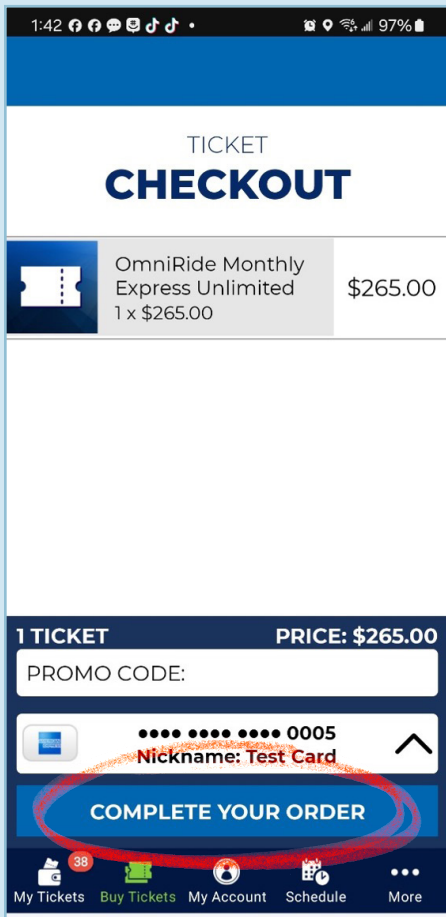 1:42
97%
TICKET
CHECKOUT
OmniRide Monthly
Express Unlimited
1 x $265.00
$265.00
1 TICKET
PRICE: $265.00
PROMO CODE:
•••• •••• •••• 0005
Nickname: Test Card
COMPLETE YOUR ORDER
38
My Tickets
Buy Tickets
My Account
Schedule
More